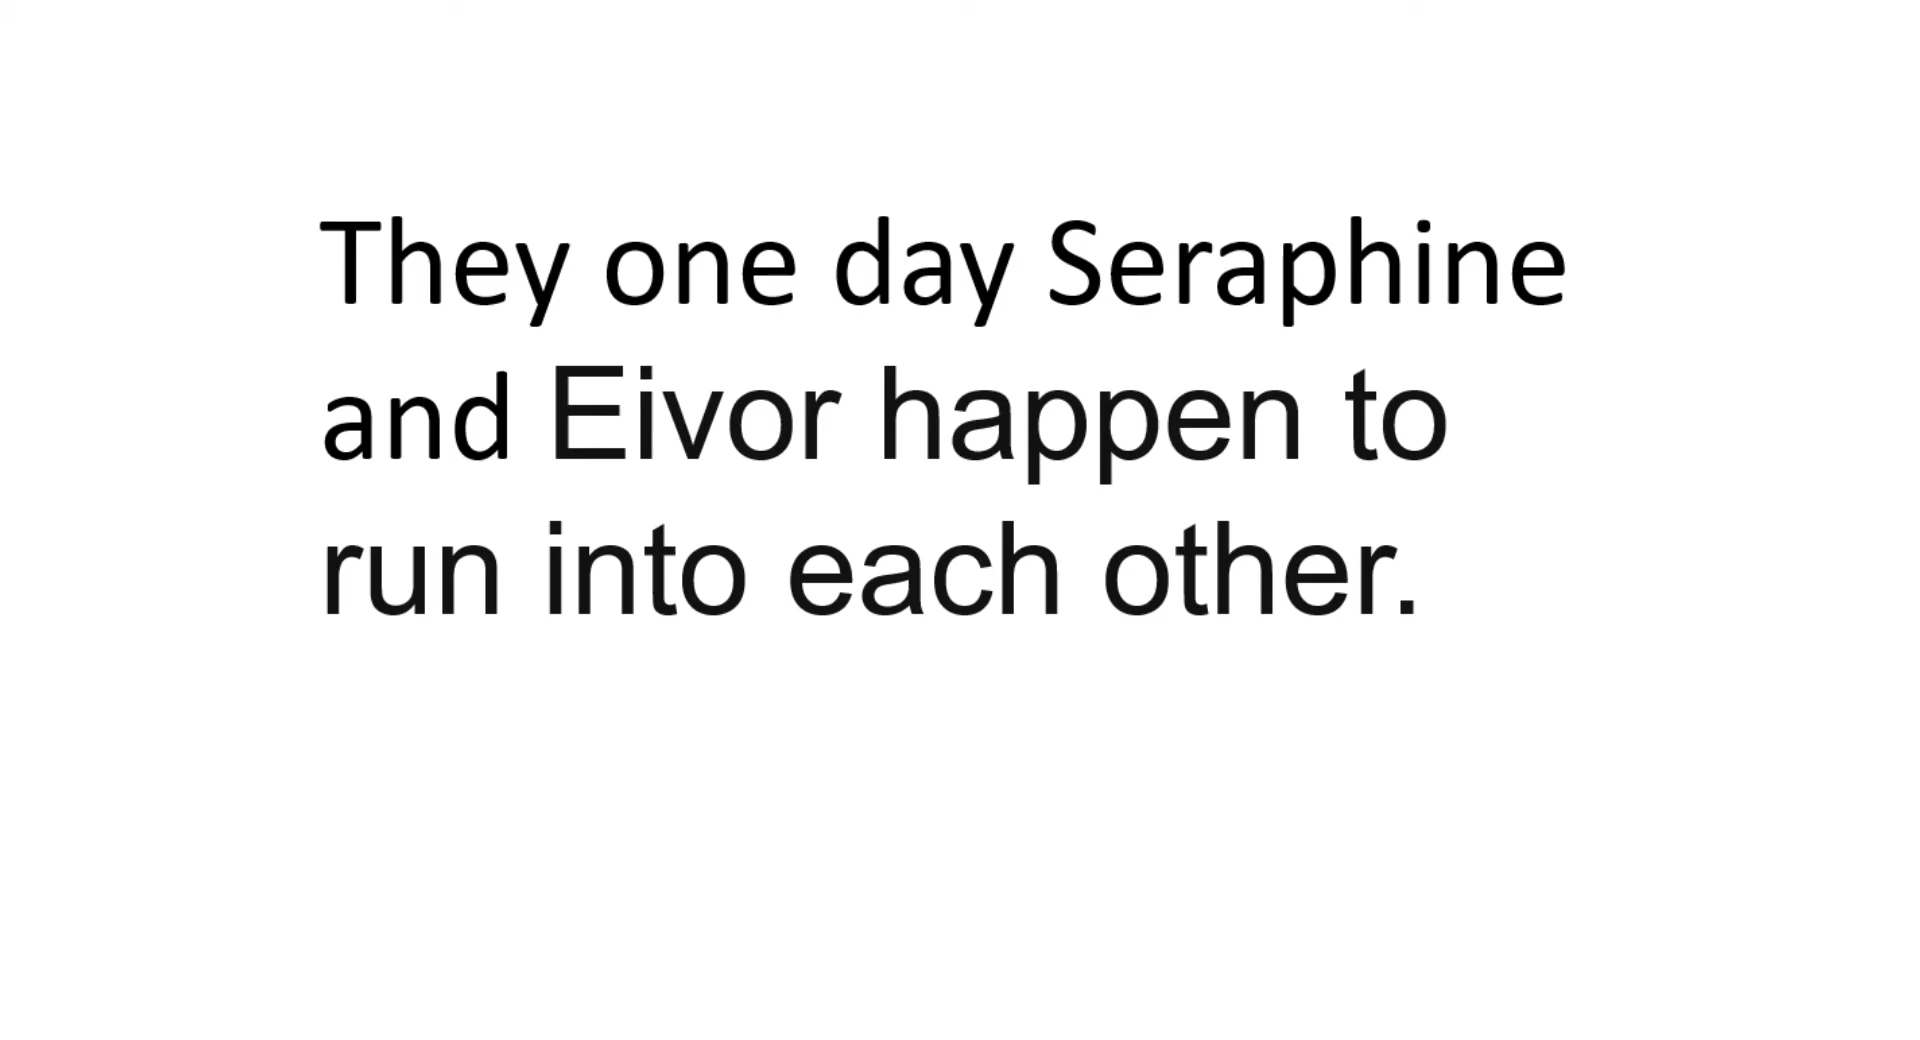 They one day Seraphine
and Eivor happen to
run into each other.